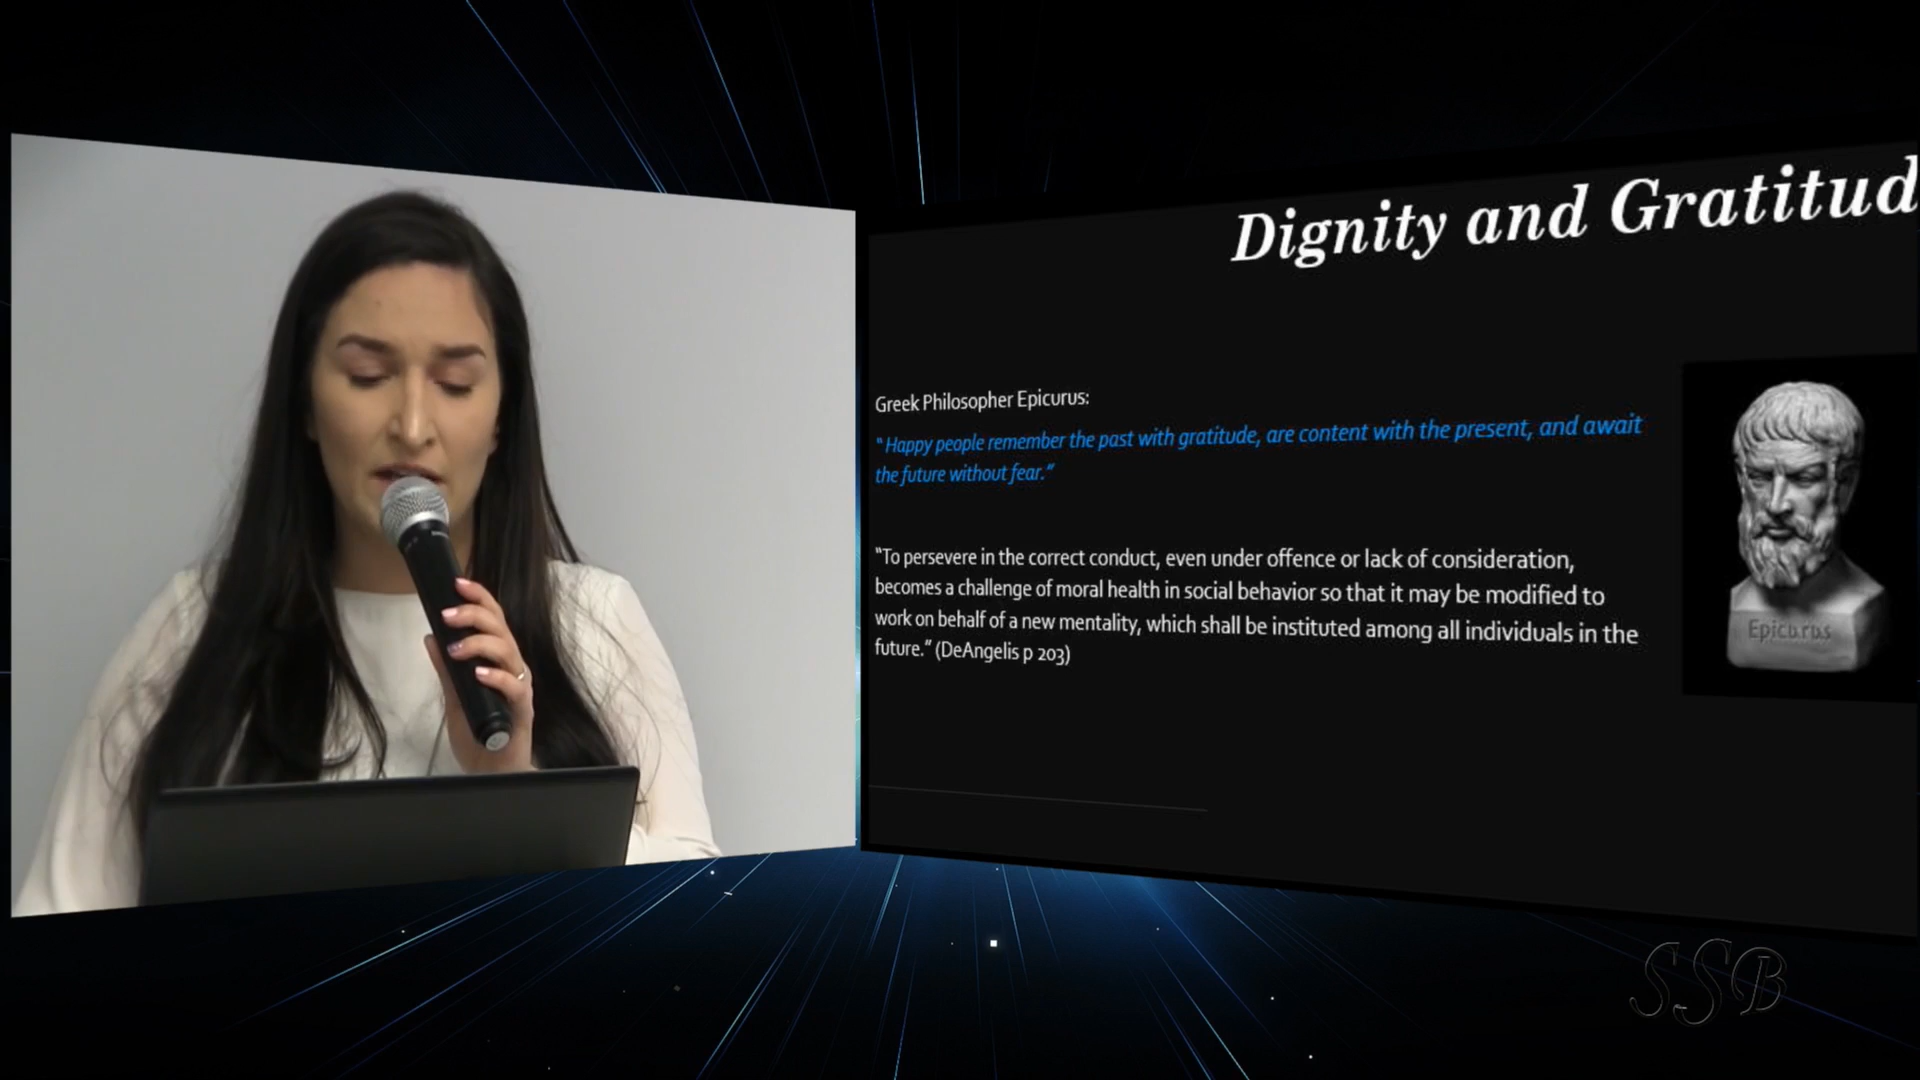 Dignity and Gratitud
Greek Philosopher Epicurus:
“Happy people remember the past with gratitude, are content with the present, and await
the future without fear.”
“To persevere in the correct conduct, even under offence or lack of consideration,
becomes a challenge of moral health in social behavior so that it may be modified to
work on behalf of a new mentality, which shall be instituted among all individuals in the
future.” (DeAngelis p 203)
Epicurus
SSB